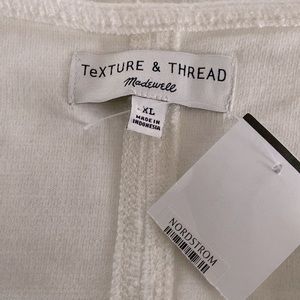 TeXTURE & THREAD
Madewell
XL
MADE IN
INDONESIA
NORDSTROM